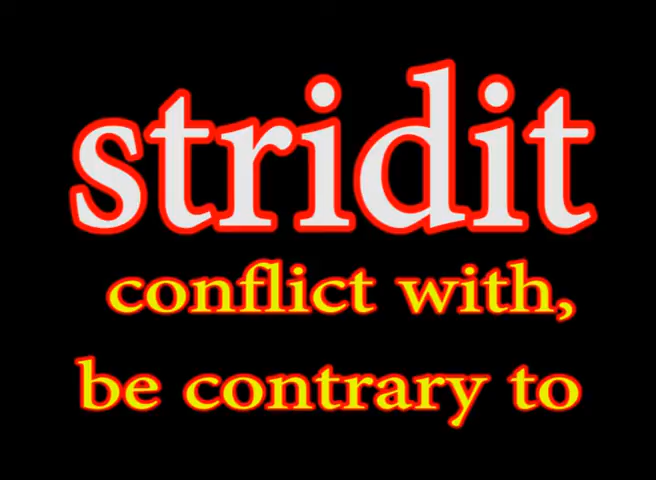 stridit
conflict with,
be contrary to